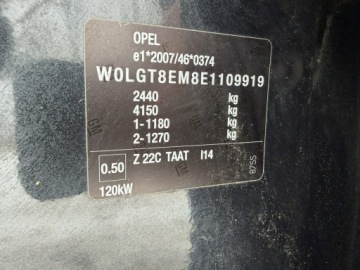 OPEL
e1*2007/46*0374
W0LGT8EM8E1109919
2440 kg
4150 kg
1-1180 kg
2-1270 kg
0.50 Z 22C TAAT I14
120kW
8755